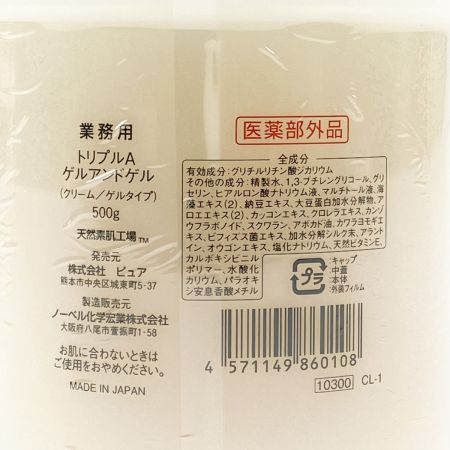 業務用
トリプルA
ゲルアンドゲル
(クリーム/ゲルタイプ)
500g
天然素肌工場™
発売元
株式会社 ピュア
熊本市中央区城東町5-37
製造販売元
ノーベル化学宏業株式会社
大阪府八尾市萱振町1-58
お肌に合わないときは
ご使用をおやめください。
MADE IN JAPAN
医薬部外品
全成分
有効成分:グリチルリチン酸ジカリウム
その他の成分:精製水、1,3-ブチレングリコール、グリ
セリン、ヒアルロン酸ナトリウム液、マルチトール液、海
藻エキス(2)、納豆エキス、大豆蛋白加水分解物、ア
ロエエキス(2)、カッコンエキス、クロレラエキス、カンゾ
ウフラボノイド、スクワラン、アボカド油、カワラヨモギエ
キス、ビフィズス菌エキス、加水分解シルク末、アラント
イン、オウゴンエキス、塩化ナトリウム、天然ビタミンE、
カルボキシビニル
ポリマー、水酸化
カリウム、パラオキ
シ安息香酸メチル
プラ
:キャップ
:中蓋
:本体
:外装フィルム
4 571149 860108
10300 CL-1